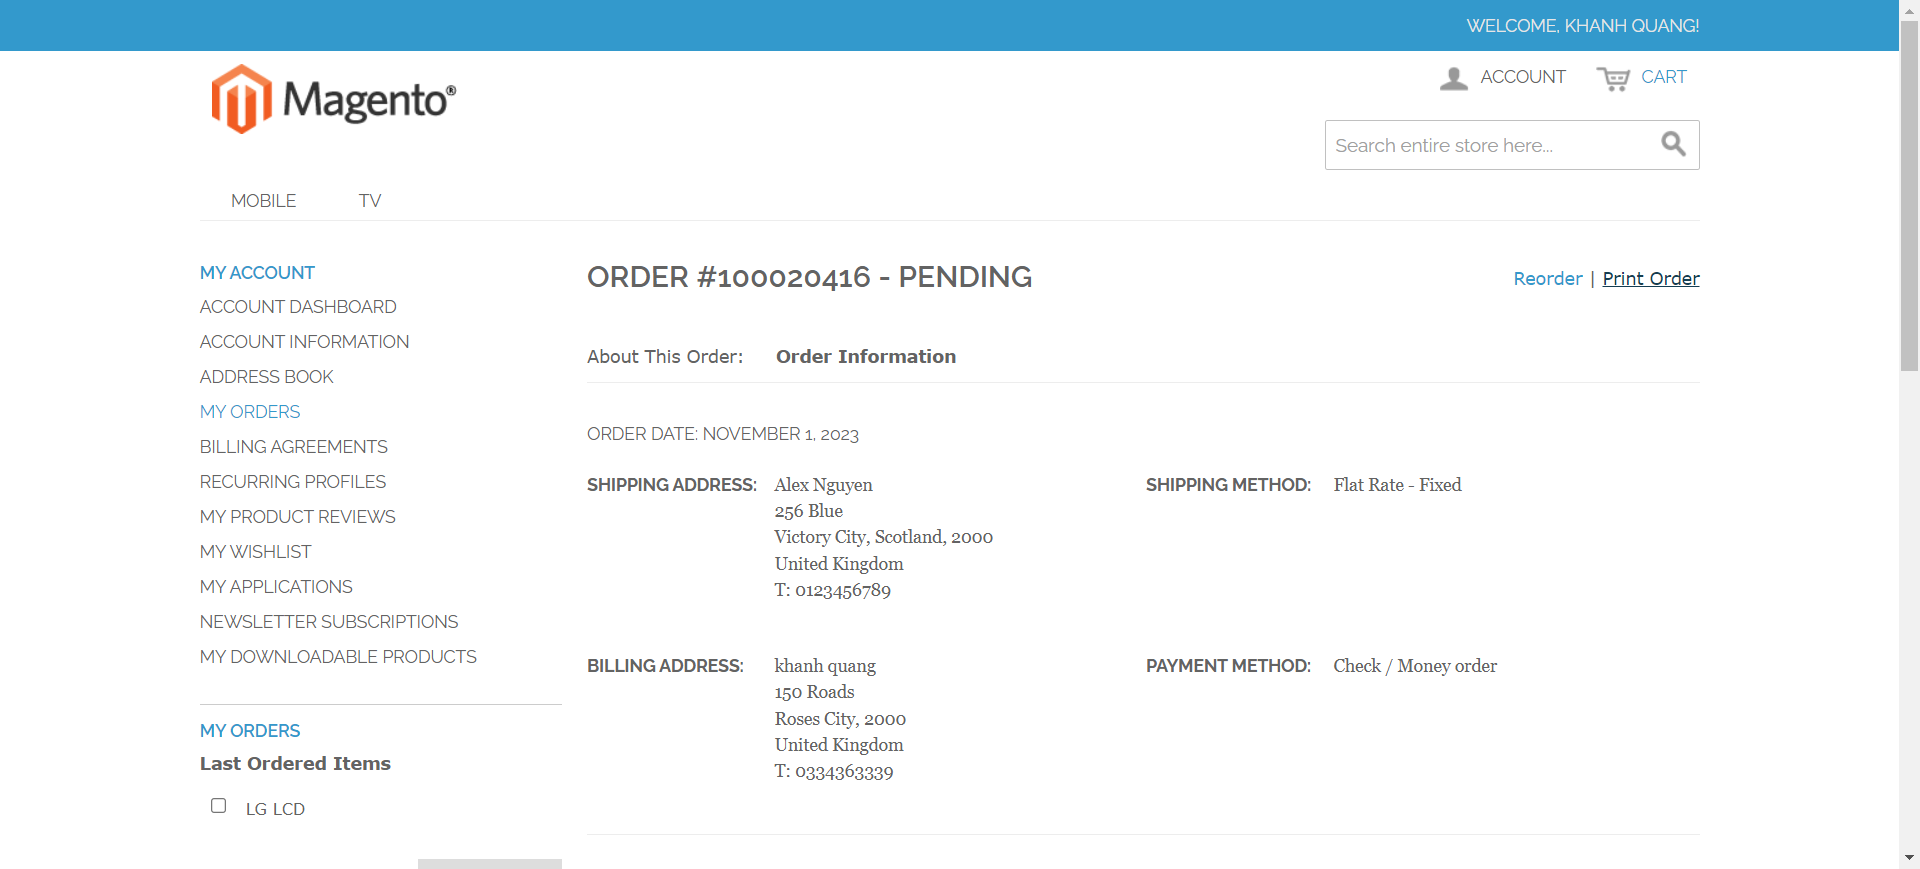 WELCOME, KHANH QUANG!
Magento®
ACCOUNT
CART
Search entire store here...
MOBILE
TV
MY ACCOUNT
ACCOUNT DASHBOARD
ACCOUNT INFORMATION
ADDRESS BOOK
MY ORDERS
BILLING AGREEMENTS
RECURRING PROFILES
MY PRODUCT REVIEWS
MY WISHLIST
MY APPLICATIONS
NEWSLETTER SUBSCRIPTIONS
MY DOWNLOADABLE PRODUCTS
MY ORDERS
Last Ordered Items
LG LCD
ORDER #100020416 - PENDING
Reorder | Print Order
About This Order: Order Information
ORDER DATE: NOVEMBER 1, 2023
SHIPPING ADDRESS:
Alex Nguyen
256 Blue
Victory City, Scotland, 2000
United Kingdom
T: 0123456789
SHIPPING METHOD:
Flat Rate - Fixed
BILLING ADDRESS:
khanh quang
150 Roads
Roses City, 2000
United Kingdom
T: 0334363339
PAYMENT METHOD:
Check / Money order